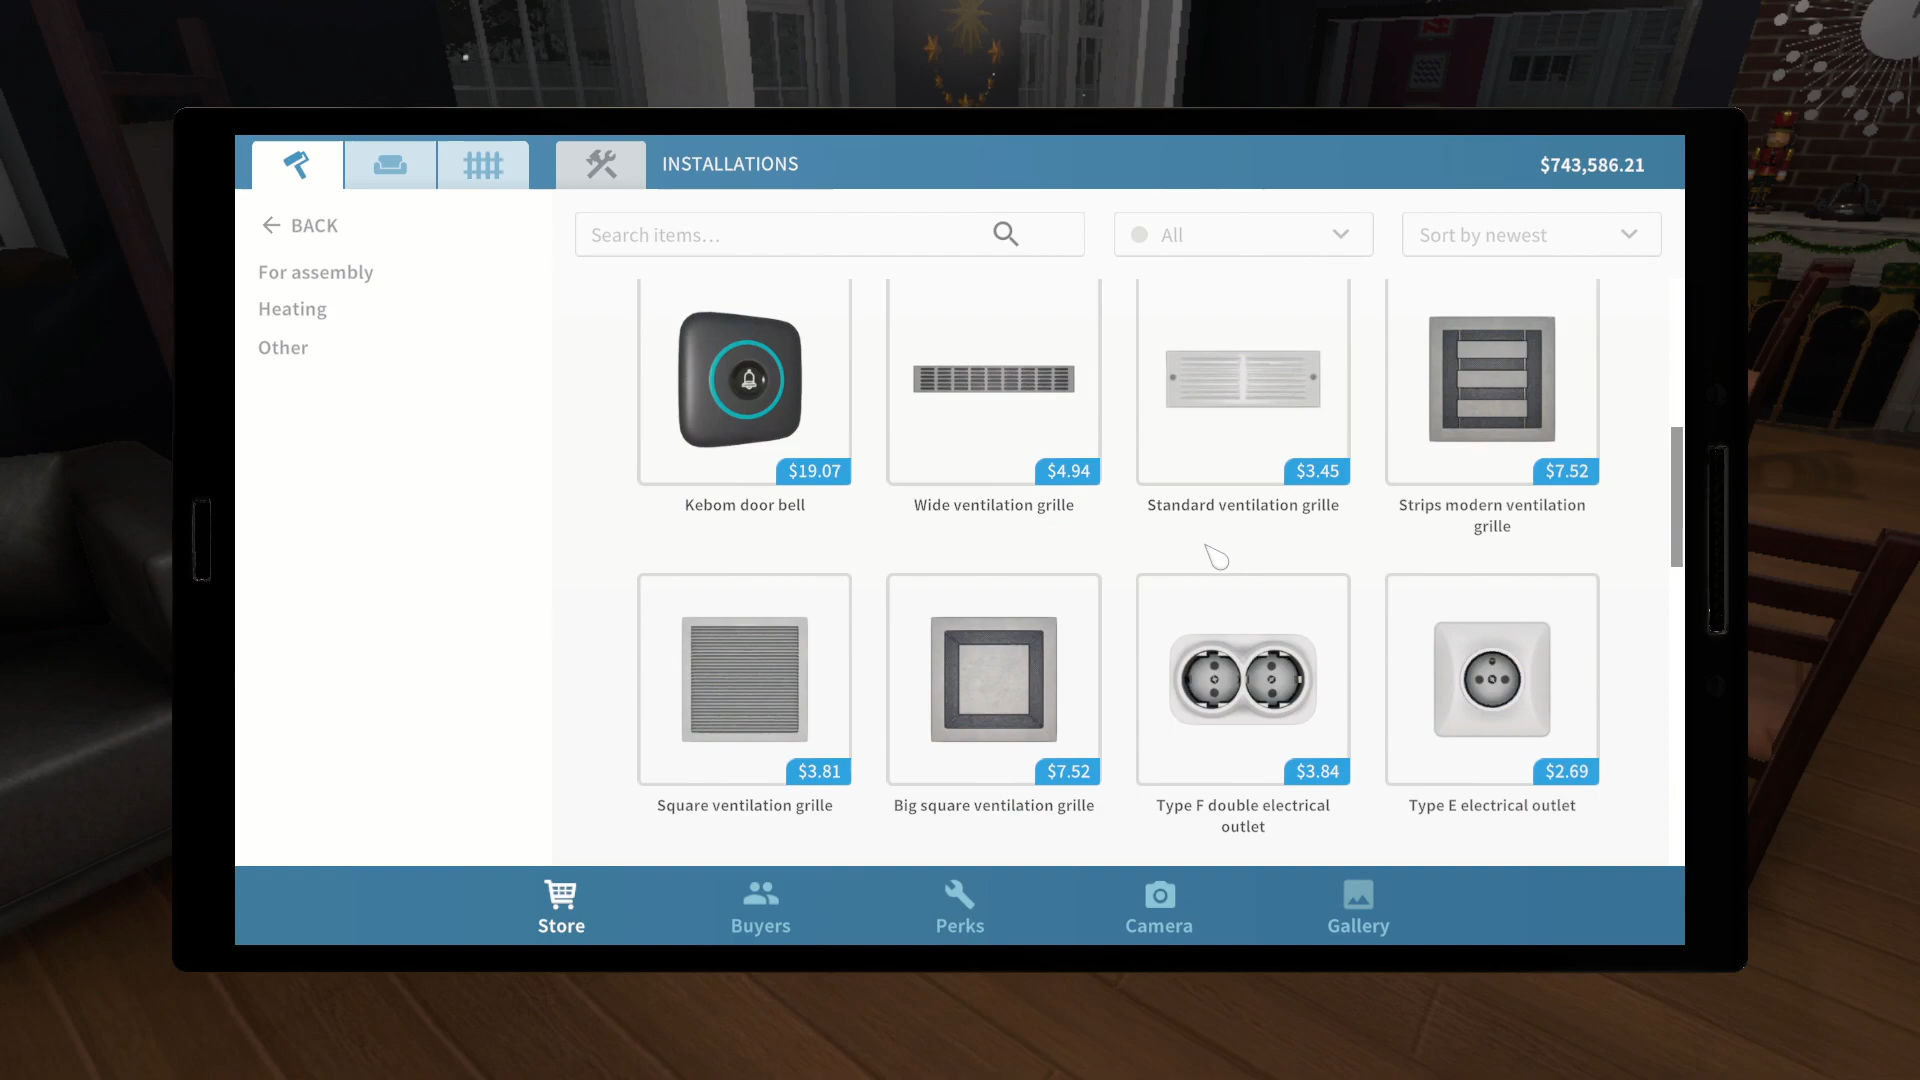 INSTALLATIONS
$743,586.21
BACK
For assembly
Heating
Other
Search items...
All
Sort by newest
$19.07
$4.94
$3.45
$7.52
Kebom door bell
Wide ventilation grille
Standard ventilation grille
Strips modern ventilation
grille
$3.81
$7.52
$3.84
$2.69
Square ventilation grille
Big square ventilation grille
Type F double electrical
outlet
Type E electrical outlet
Store
Buyers
Perks
Camera
Gallery